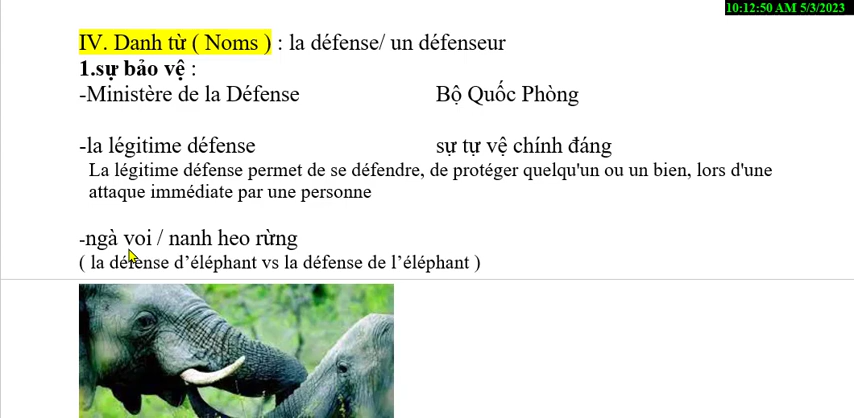 10:12:50 AM 5/3/2023
IV. Danh từ ( Noms ) : la défense/ un défenseur
1.sự bảo vệ :
-Ministère de la Défense Bộ Quốc Phòng
-la légitime défense sự tự vệ chính đáng
La légitime défense permet de se défendre, de protéger quelqu'un ou un bien, lors d'une
attaque immédiate par une personne
-ngà voi / nanh heo rừng
( la défense d’éléphant vs la défense de l’éléphant )